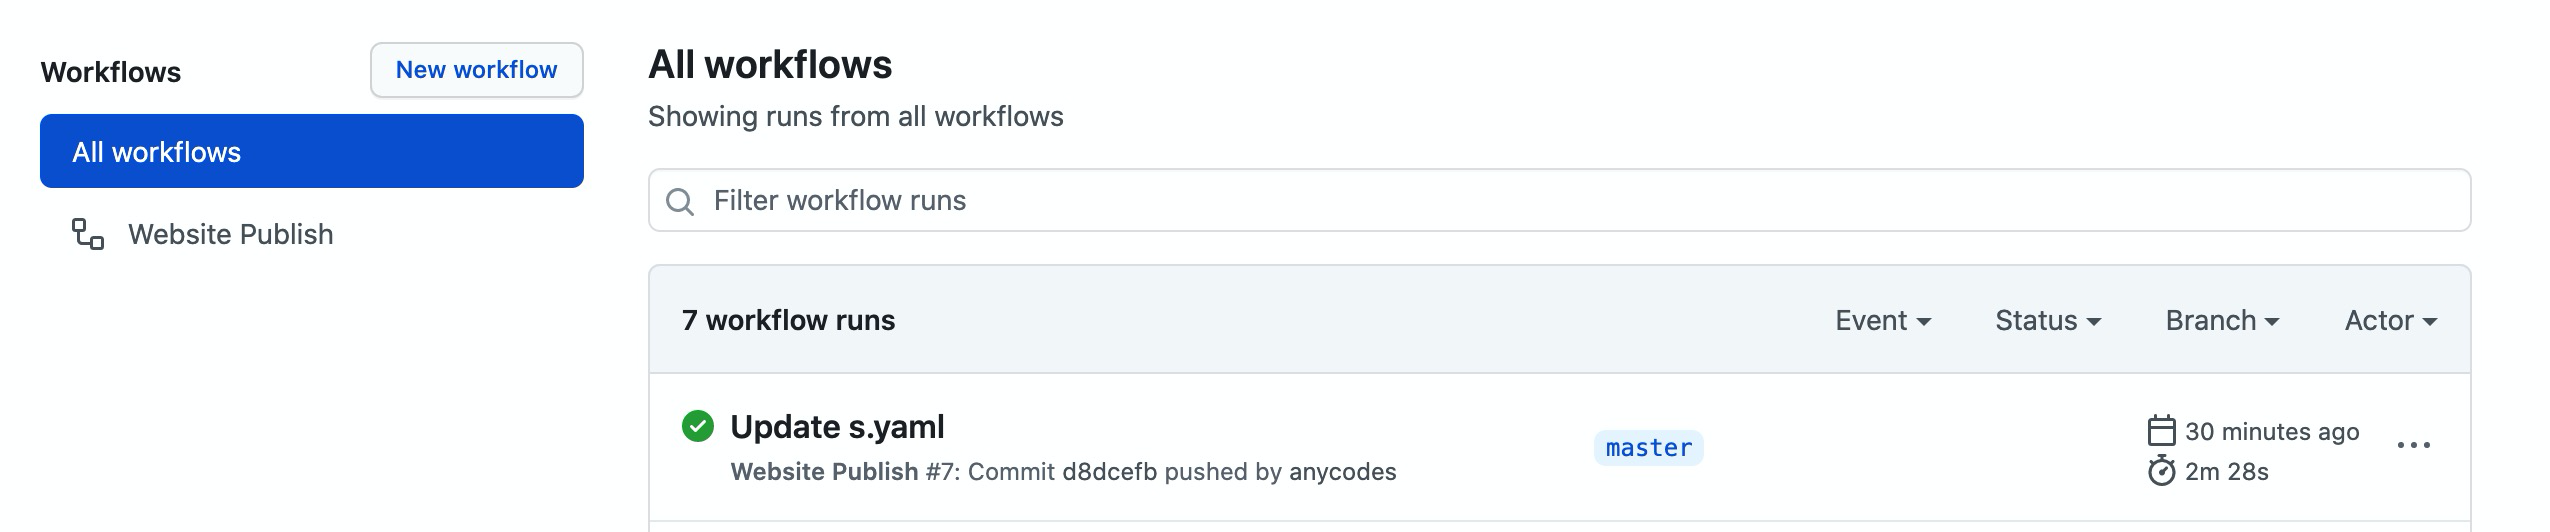 Workflows
New workflow
All workflows
Website Publish
All workflows
Showing runs from all workflows
Filter workflow runs
7 workflow runs
Event
Status
Branch
Actor
Update s.yaml
Website Publish #7: Commit d8dcefb pushed by anycodes
master
30 minutes ago
2m 28s